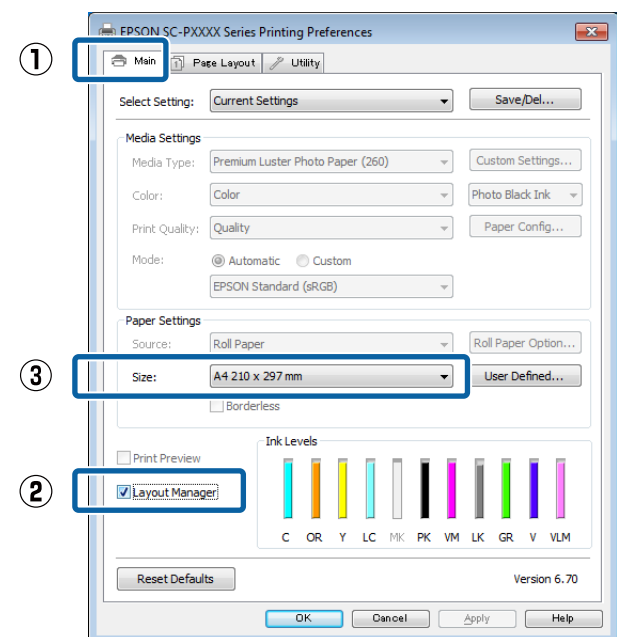 EPSON SC-PXXXX Series Printing Preferences
1
Main
Page Layout
Utility
Select Setting: Current Settings Save/Del...
Media Settings
Media Type: Premium Luster Photo Paper (260) Custom Settings...
Color: Color Photo Black Ink
Print Quality: Quality Paper Config...
Mode: Automatic Custom
EPSON Standard (sRGB)
Paper Settings
Source: Roll Paper Roll Paper Option...
3
Size: A4 210 x 297 mm User Defined...
Borderless
Ink Levels
Print Preview
2
Layout Manager
C OR Y LC MK PK VM LK GR V VLM
Reset Defaults Version 6.70
OK Cancel Apply Help